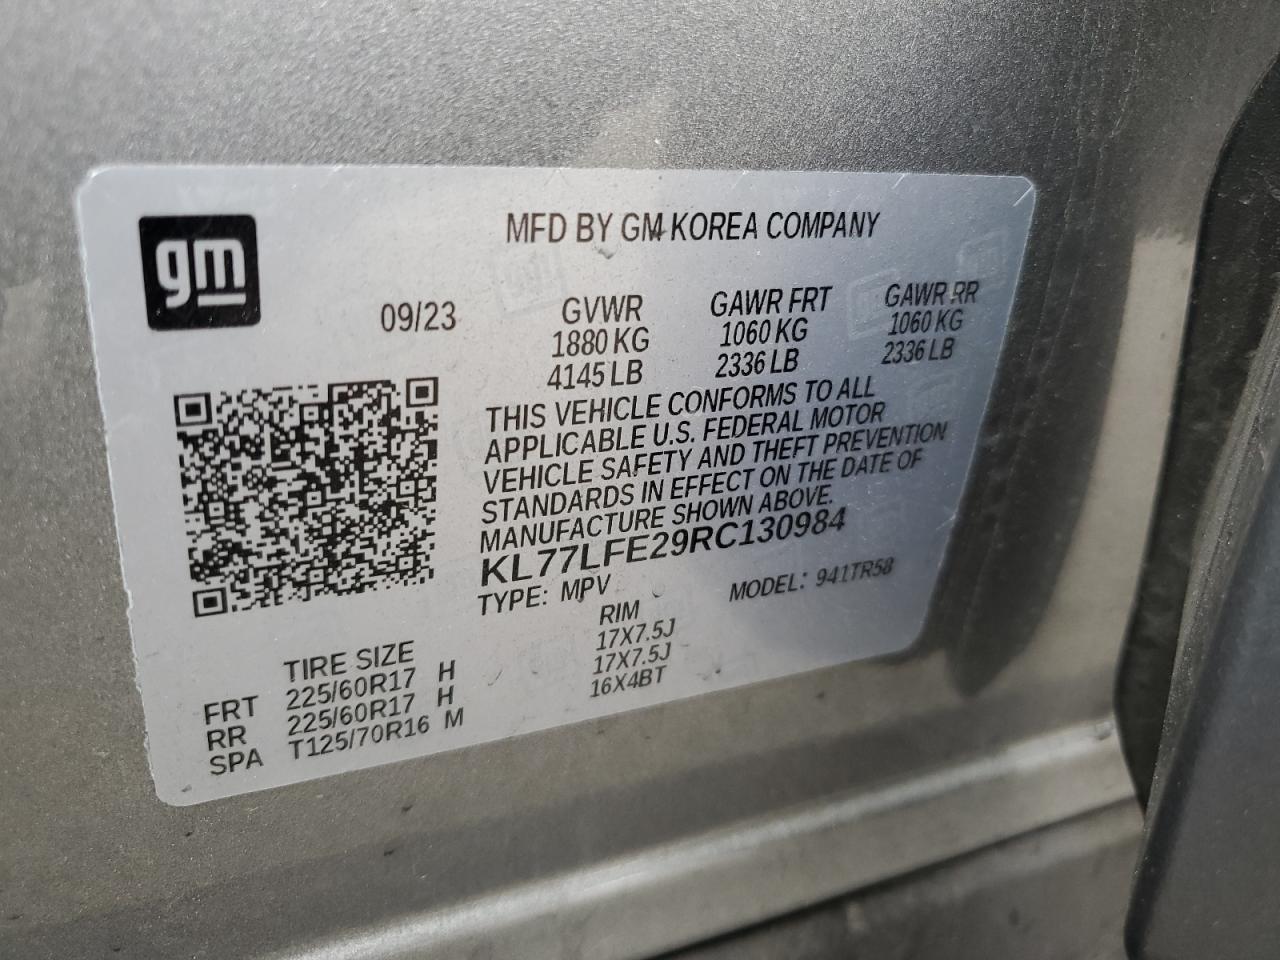 gm
MFD BY GM KOREA COMPANY
09/23
GVWR GAWR FRT GAWR RR
1880 KG 1060 KG 1060 KG
4145 LB 2336 LB 2336 LB
THIS VEHICLE CONFORMS TO ALL
APPLICABLE U.S. FEDERAL MOTOR
VEHICLE SAFETY AND THEFT PREVENTION
STANDARDS IN EFFECT ON THE DATE OF
MANUFACTURE SHOWN ABOVE.
KL77LFE29RC130984
TYPE: MPV MODEL: 941TR58
TIRE SIZE RIM
FRT 225/60R17 H 17X7.5J
RR 225/60R17 H 17X7.5J
SPA T125/70R16 M 16X4BT